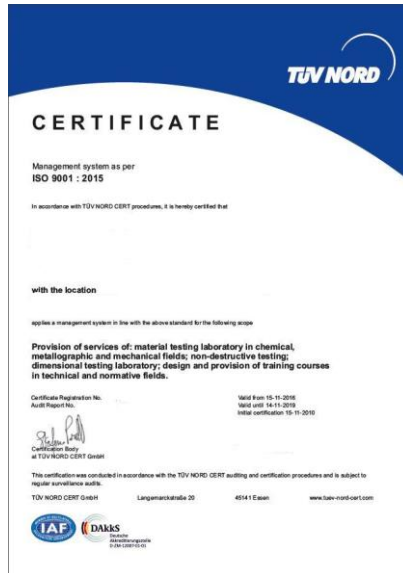 TÜV NORD
CERTIFICATE
Management system as per
ISO 9001 : 2015
In accordance with TÜV NORD CERT procedures, it is hereby certified that
with the location
applies a management system in line with the above standard for the following scope
Provision of services of: material testing laboratory in chemical,
metallographic and mechanical fields; non-destructive testing;
dimensional testing laboratory; design and provision of training courses
in technical and normative fields.
Certificate Registration No.
Audit Report No.
Valid from 15-11-2018
Valid until 14-11-2019
Initial certification 15-11-2010
Certification Body
at TÜV NORD CERT GmbH
This certification was conducted in accordance with the TÜV NORD CERT auditing and certification procedures and is subject to
regular surveillance audits.
TÜV NORD CERT GmbH Langemarckstraße 20 45141 Essen www.tuev-nord-cert.com
IAF
DAkkS
Deutsche
Akkreditierungsstelle
D-ZM-12007-01-01